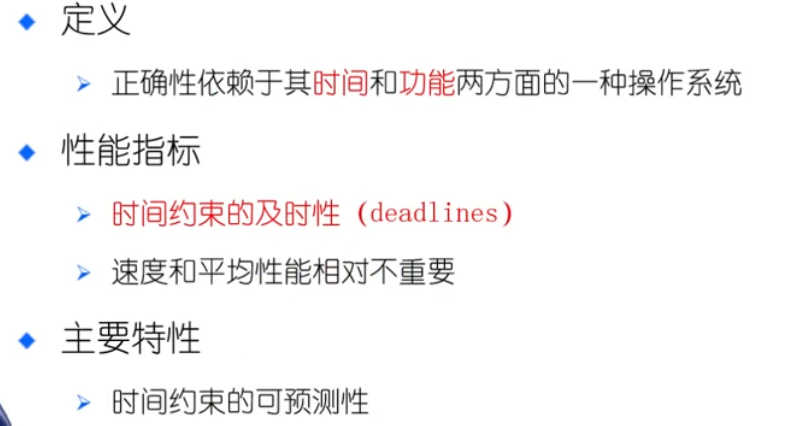 定义
正确性依赖于其时间和功能两方面的一种操作系统
性能指标
时间约束的及时性（deadlines）
速度和平均性能相对不重要
主要特性
时间约束的可预测性